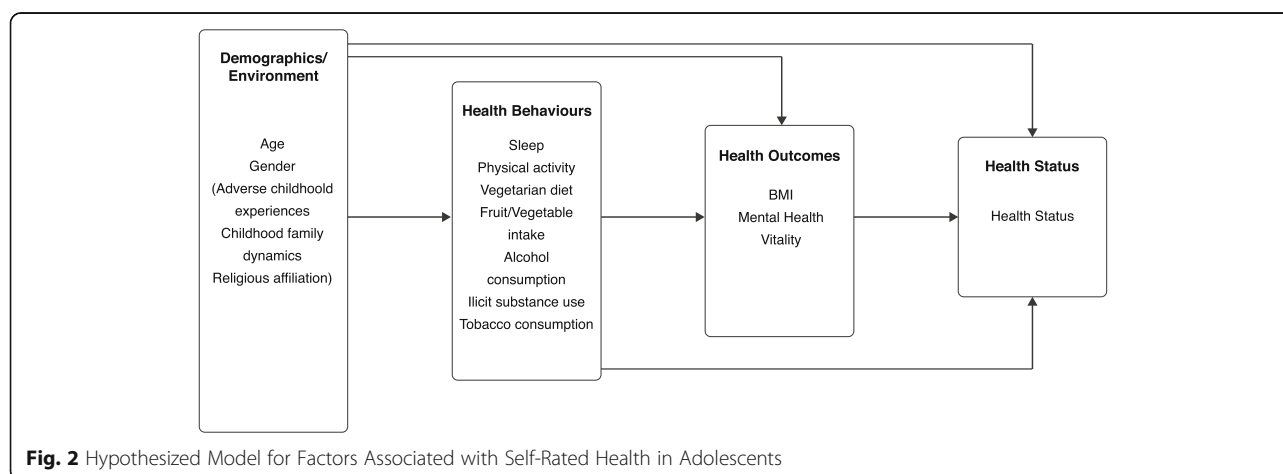 Demographics/
Environment
Age
Gender
(Adverse childhoold
experiences
Childhood family
dynamics
Religious affiliation)
Health Behaviours
Sleep
Physical activity
Vegetarian diet
Fruit/Vegetable
intake
Alcohol
consumption
Ilicit substance use
Tobacco consumption
Health Outcomes
BMI
Mental Health
Vitality
Health Status
Health Status
Fig. 2 Hypothesized Model for Factors Associated with Self-Rated Health in Adolescents